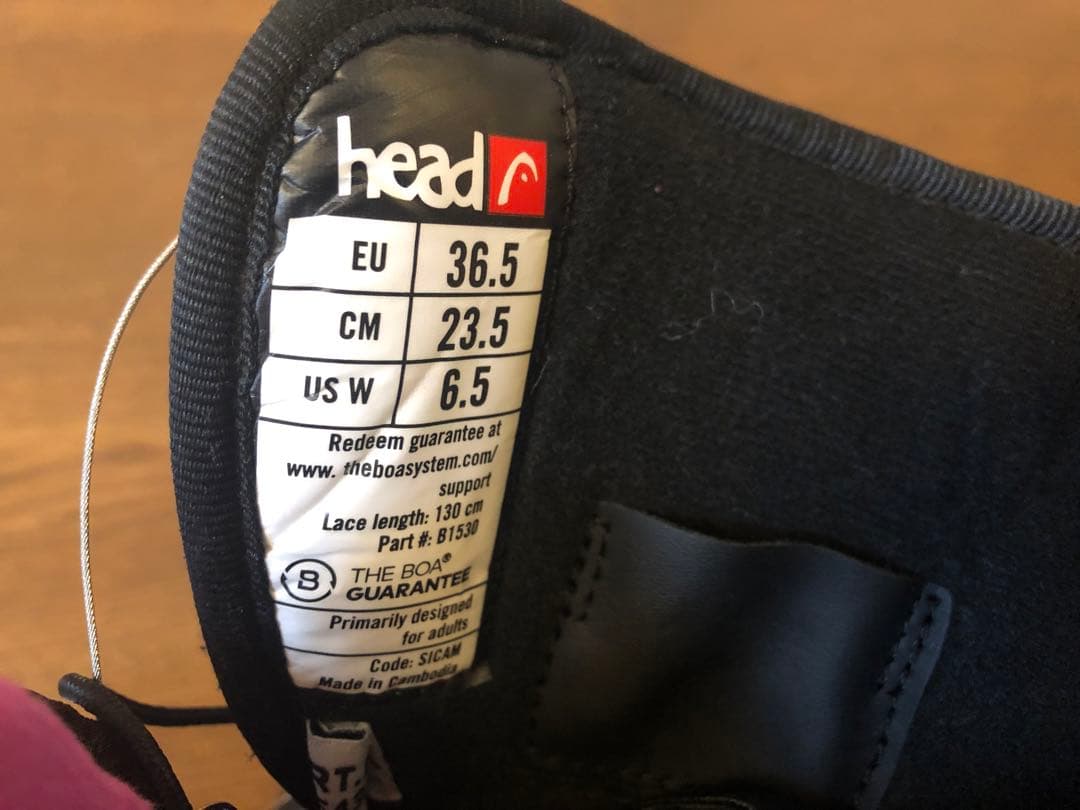 head
EU 36.5
CM 23.5
US W 6.5
Redeem guarantee at
www. theboasystem.com/
support
Lace length: 130 cm
Part #: B1530
B THE BOA®
GUARANTEE
Primarily designed
for adults
Code: SICAM
Made in Cambodia
RT.